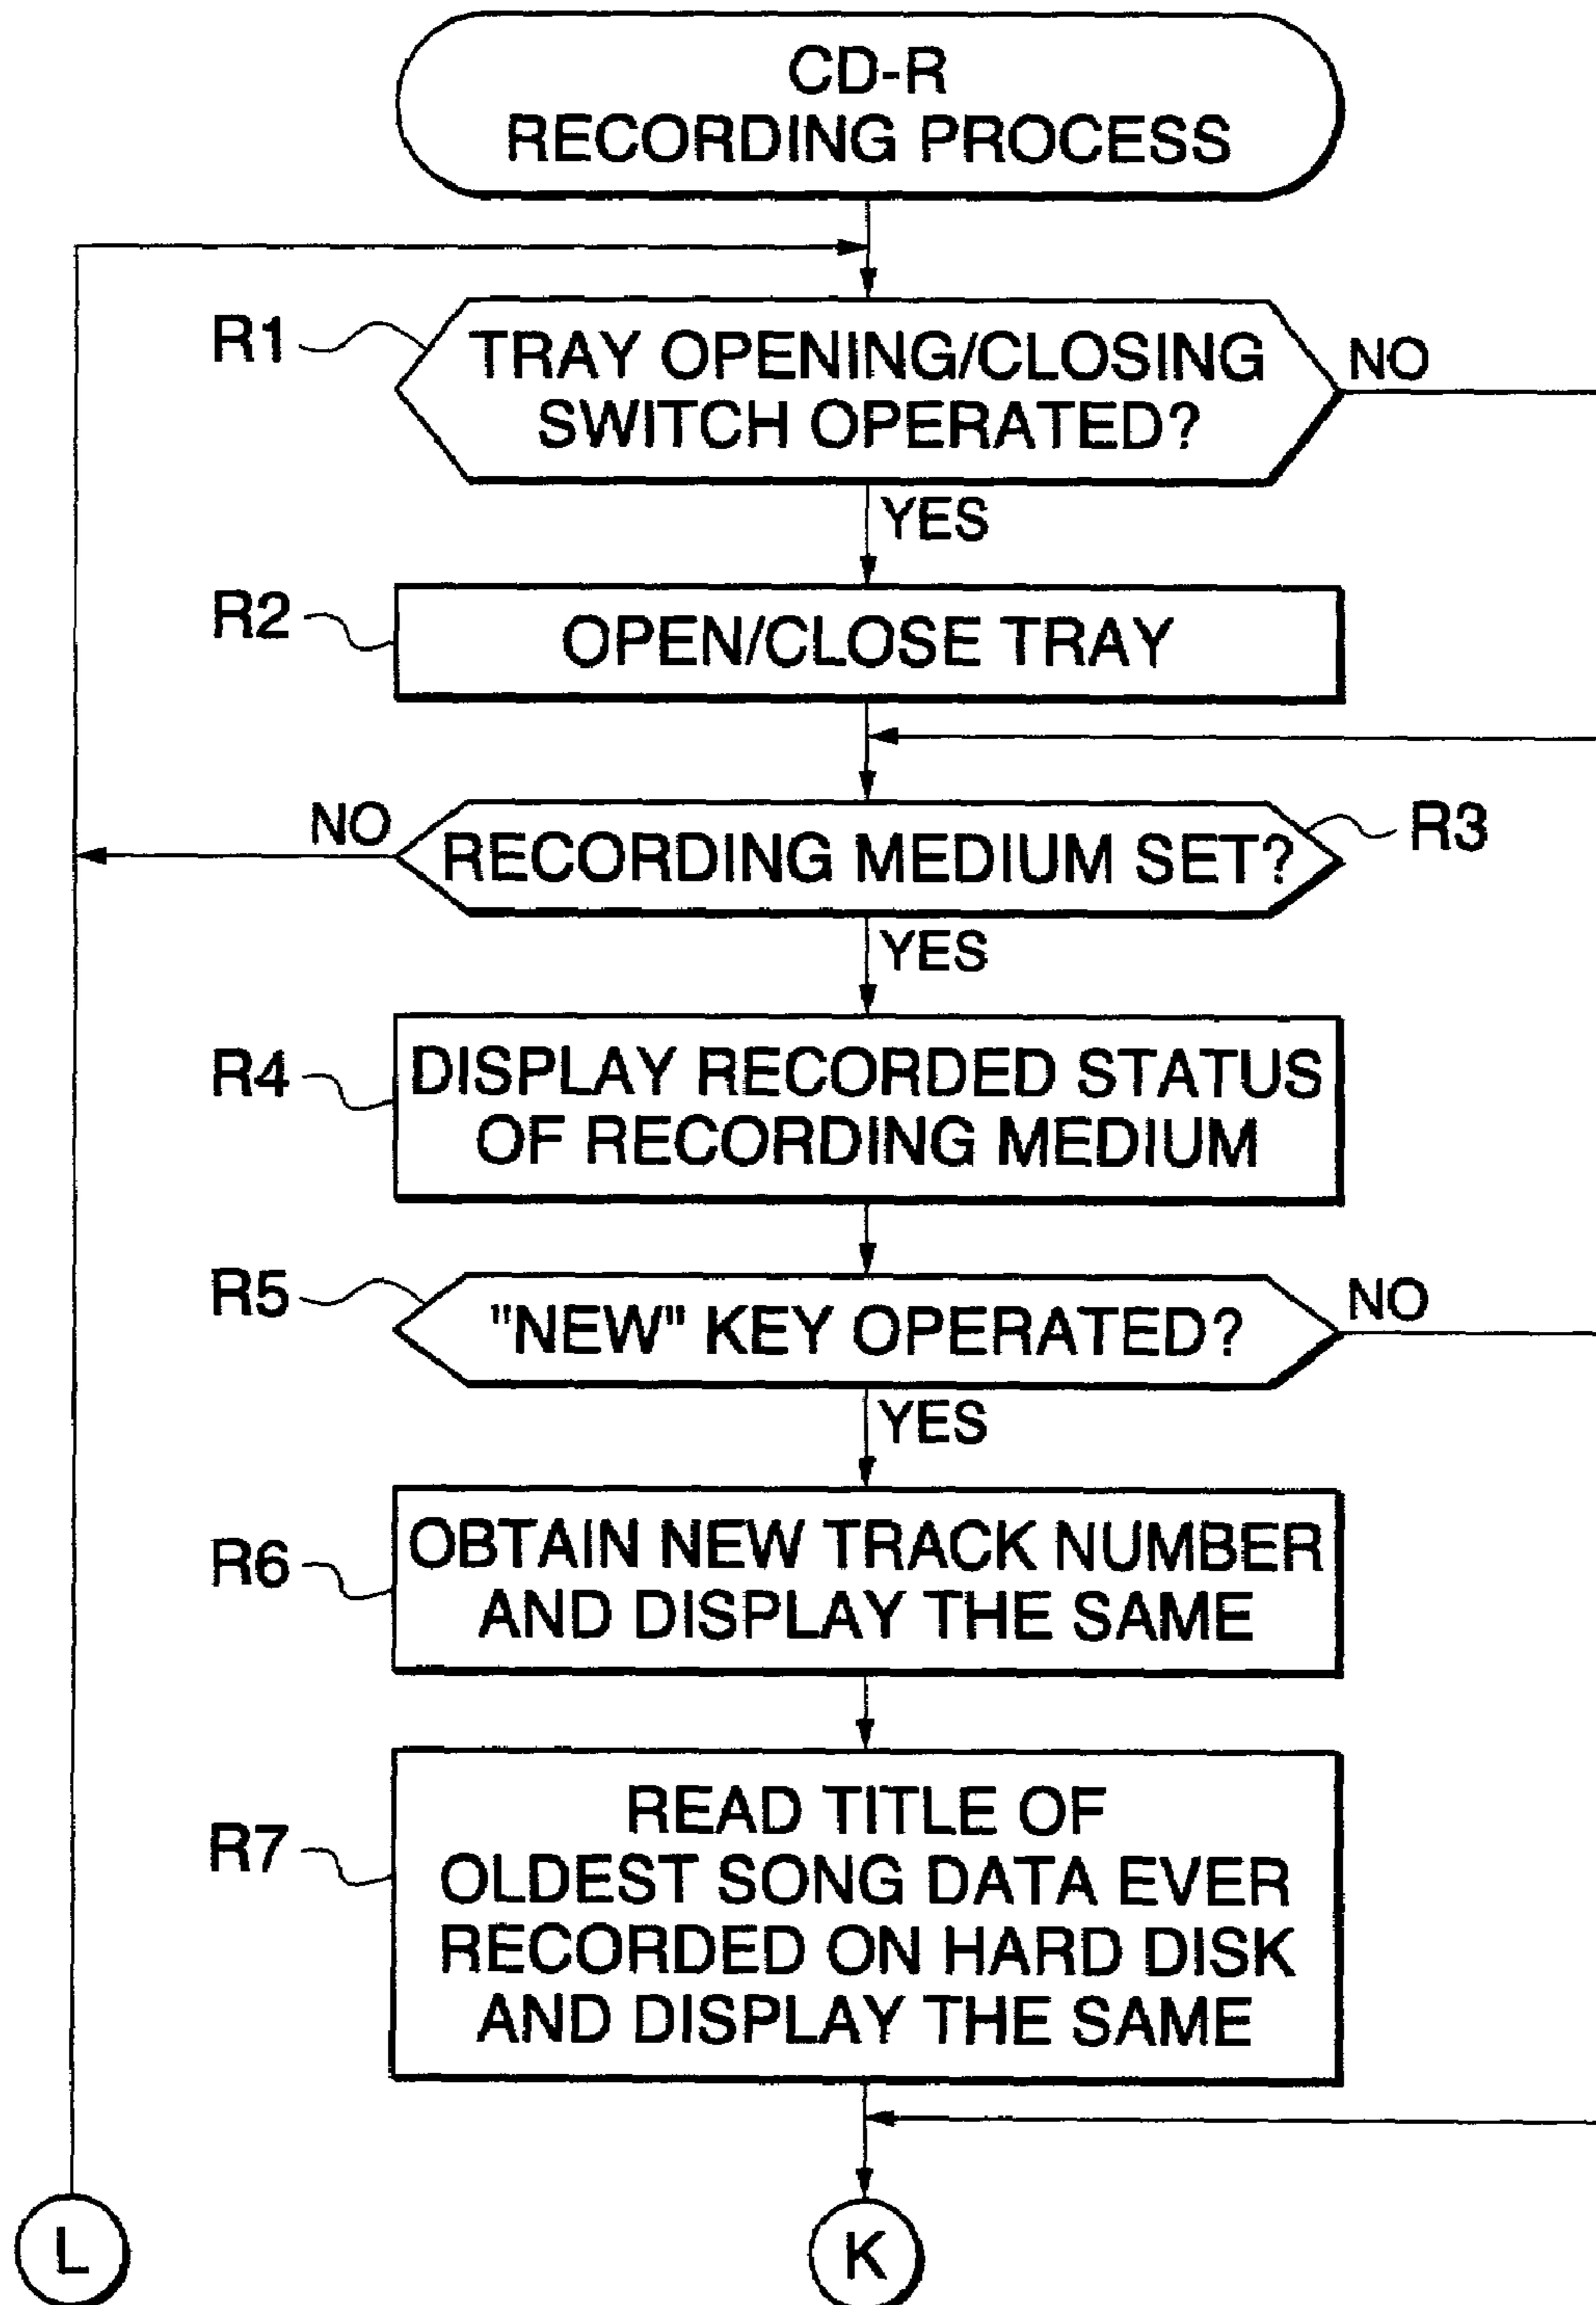 CD-R
RECORDING PROCESS
R1
TRAY OPENING/CLOSING
SWITCH OPERATED?
NO
YES
R2
OPEN/CLOSE TRAY
NO
RECORDING MEDIUM SET?
R3
YES
R4
DISPLAY RECORDED STATUS
OF RECORDING MEDIUM
R5
"NEW" KEY OPERATED?
NO
YES
R6
OBTAIN NEW TRACK NUMBER
AND DISPLAY THE SAME
R7
READ TITLE OF
OLDEST SONG DATA EVER
RECORDED ON HARD DISK
AND DISPLAY THE SAME
L
K